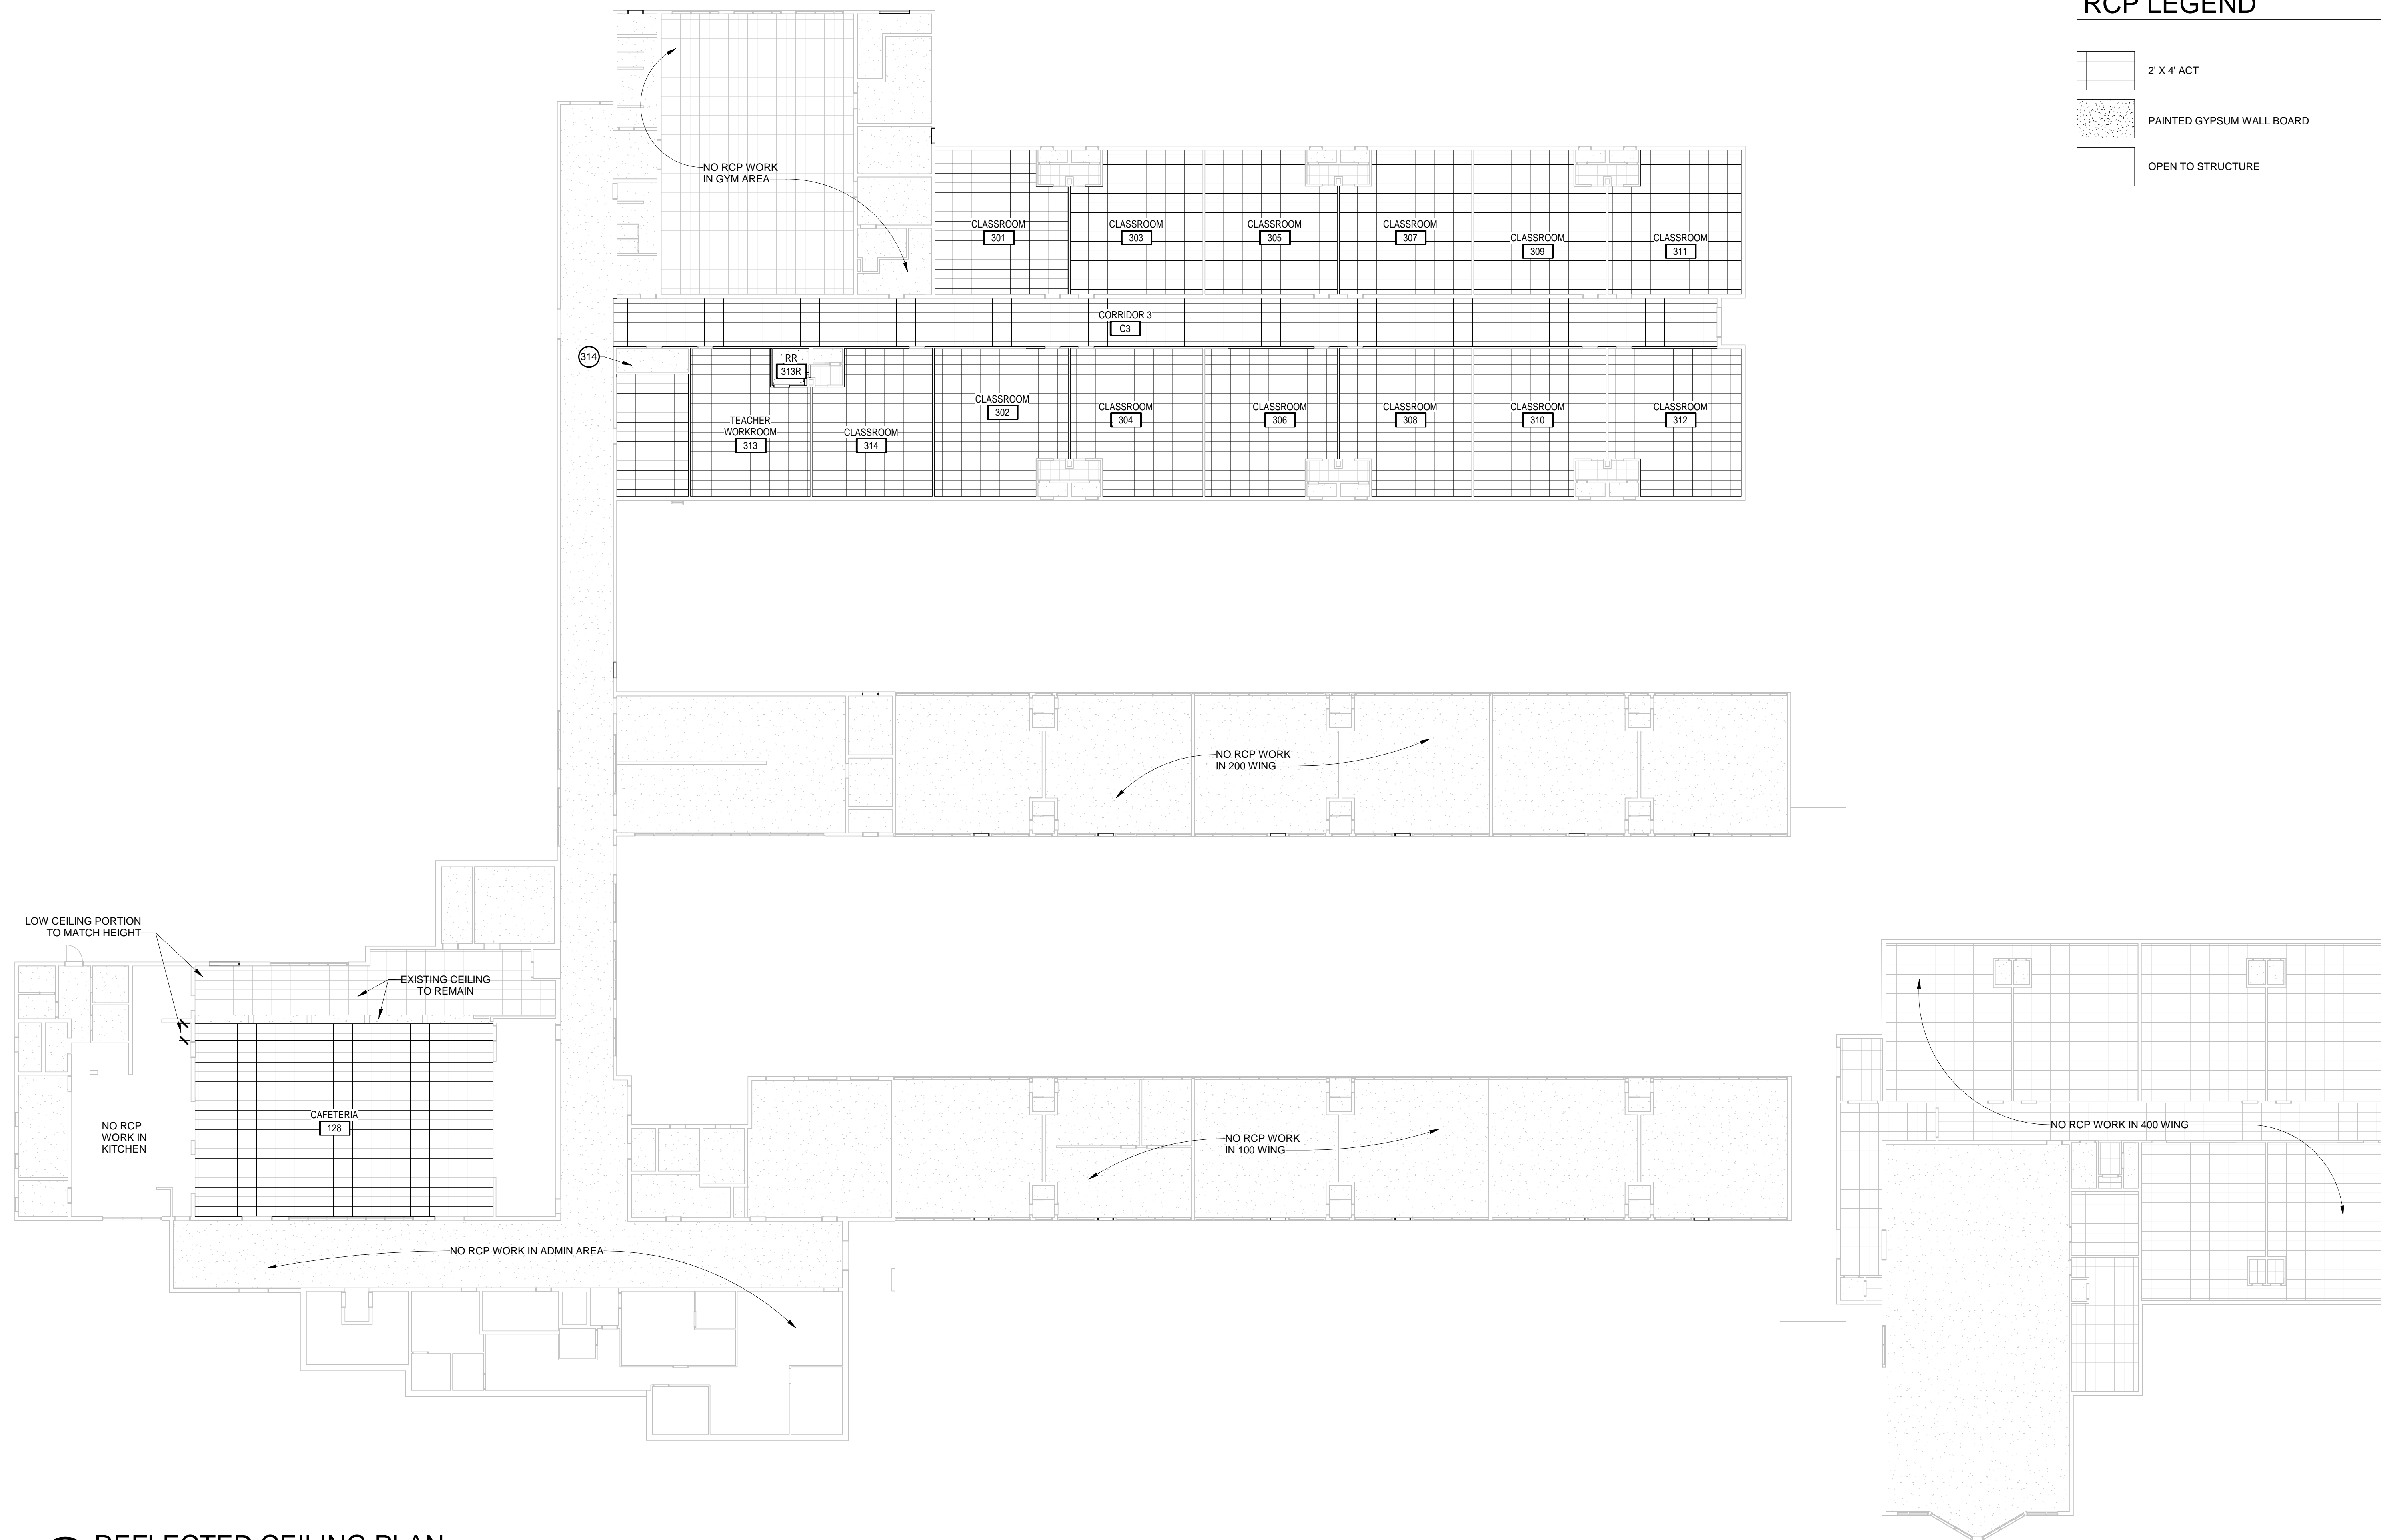 RCP LEGEND
2' X 4' ACT
PAINTED GYPSUM WALL BOARD
OPEN TO STRUCTURE
NO RCP WORK
IN GYM AREA
CLASSROOM
301
CLASSROOM
303
CLASSROOM
305
CLASSROOM
307
CLASSROOM
309
CLASSROOM
311
CORRIDOR 3
C3
314
RR
313R
TEACHER
WORKROOM
313
CLASSROOM
314
CLASSROOM
302
CLASSROOM
304
CLASSROOM
306
CLASSROOM
308
CLASSROOM
310
CLASSROOM
312
NO RCP WORK
IN 200 WING
LOW CEILING PORTION
TO MATCH HEIGHT
EXISTING CEILING
TO REMAIN
NO RCP
WORK IN
KITCHEN
CAFETERIA
128
NO RCP WORK
IN 100 WING
NO RCP WORK IN 400 WING
NO RCP WORK IN ADMIN AREA
REFLECTED CEILING PLAN